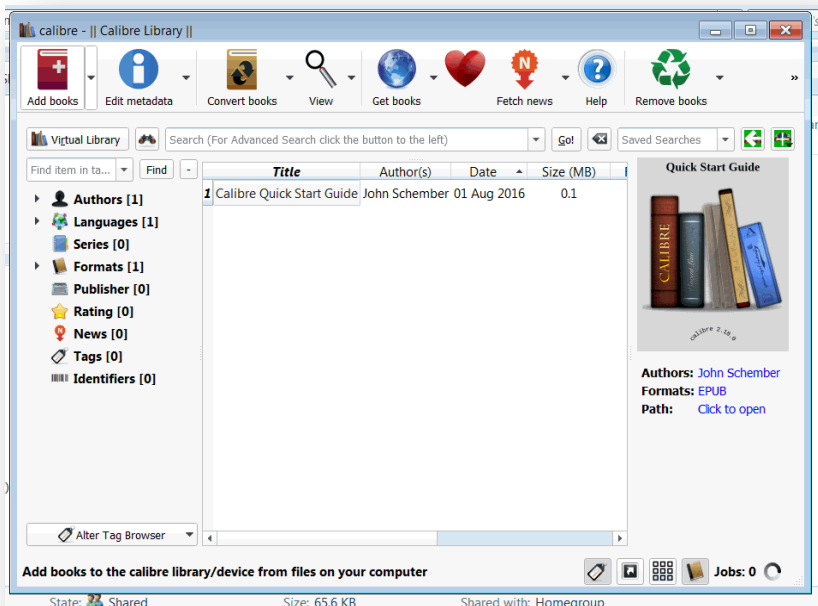 calibre - || Calibre Library ||
Add books
Edit metadata
Convert books
View
Get books
Fetch news
Help
Remove books
»
Virtual Library
Search (For Advanced Search click the button to the left)
Go!
Saved Searches
Find item in ta...
Find
-
Title Author(s) Date Size (MB)
1 Calibre Quick Start Guide John Schember 01 Aug 2016 0.1
Authors [1]
Languages [1]
Series [0]
Formats [1]
Publisher [0]
Rating [0]
News [0]
Tags [0]
Identifiers [0]
Alter Tag Browser
Quick Start Guide
CALIBRE
calibre 2.10.0
Authors: John Schember
Formats: EPUB
Path: Click to open
Add books to the calibre library/device from files on your computer
Jobs: 0
State: Shared Size: 65.6 KB Shared with: Homegroup